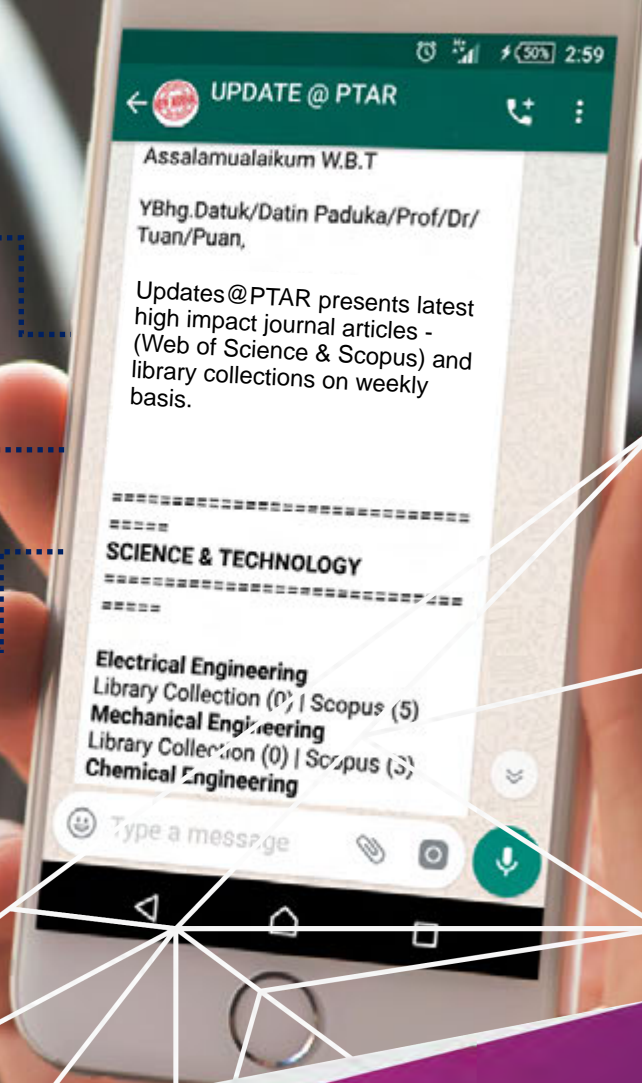 50% 2:59
UPDATE @ PTAR
Assalamualaikum W.B.T
YBhg.Datuk/Datin Paduka/Prof/Dr/
Tuan/Puan,
Updates@PTAR presents latest
high impact journal articles -
(Web of Science & Scopus) and
library collections on weekly
basis.
=============================
=====
SCIENCE & TECHNOLOGY
=============================
=====
Electrical Engineering
Library Collection (0) | Scopus (5)
Mechanical Engineering
Library Collection (0) | Scopus
Chemical Engineering
Type a message